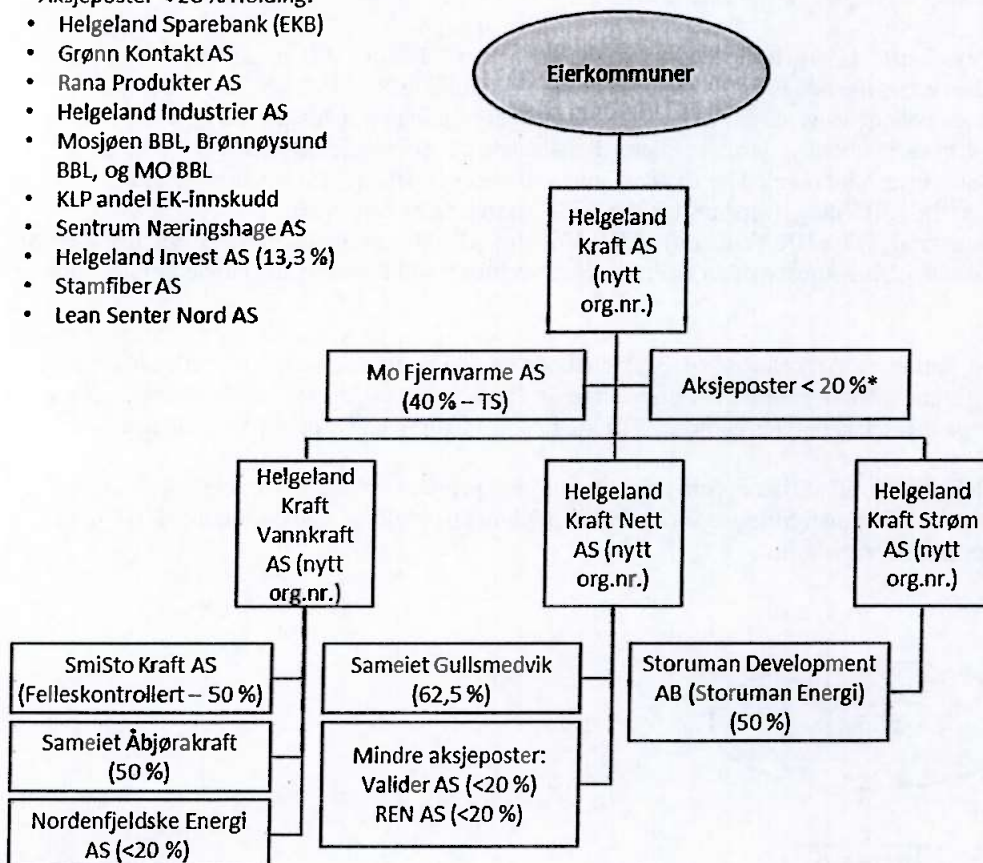 Aksjeposter < 20 % Holding:
• Helgeland Sparebank (EKB)
• Grønn Kontakt AS
• Rana Produkter AS
• Helgeland Industrier AS
• Mosjøen BBL, Brønnøysund
BBL, og MO BBL
• KLP andel EK-innskudd
• Sentrum Næringshage AS
• Helgeland Invest AS (13,3 %)
• Stamfiber AS
• Lean Senter Nord AS
Eierkommuner
Helgeland
Kraft AS
(nytt
org.nr.)
Mo Fjernvarme AS
(40 % – TS)
Aksjeposter < 20 %*
Helgeland
Kraft
Vannkraft
AS (nytt
org.nr.)
Helgeland
Kraft Nett
AS (nytt
org.nr.)
Helgeland
Kraft Strøm
AS (nytt
org.nr.)
SmiSto Kraft AS
(Felleskontrollert – 50 %)
Sameiet Åbjørakraft
(50 %)
Nordenfjeldske Energi
AS (<20 %)
Sameiet Gullsmedvik
(62,5 %)
Mindre aksjeposter:
Valider AS (<20 %)
REN AS (<20 %)
Storuman Development
AB (Storuman Energi)
(50 %)